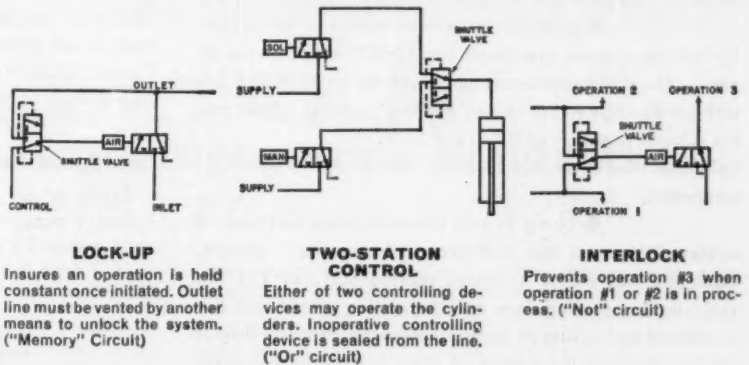 OUTLET
AIR
SHUTTLE VALVE
CONTROL
INLET
LOCK-UP
Insures an operation is held
constant once initiated. Outlet
line must be vented by another
means to unlock the system.
("Memory" Circuit)
SOL
SUPPLY
SHUTTLE
VALVE
MAN
SUPPLY
TWO-STATION
CONTROL
Either of two controlling de-
vices may operate the cylin-
ders. Inoperative controlling
device is sealed from the line.
("Or" circuit)
OPERATION 2
OPERATION 3
SHUTTLE
VALVE
AIR
OPERATION 1
INTERLOCK
Prevents operation #3 when
operation #1 or #2 is in proc-
ess. ("Not" circuit)